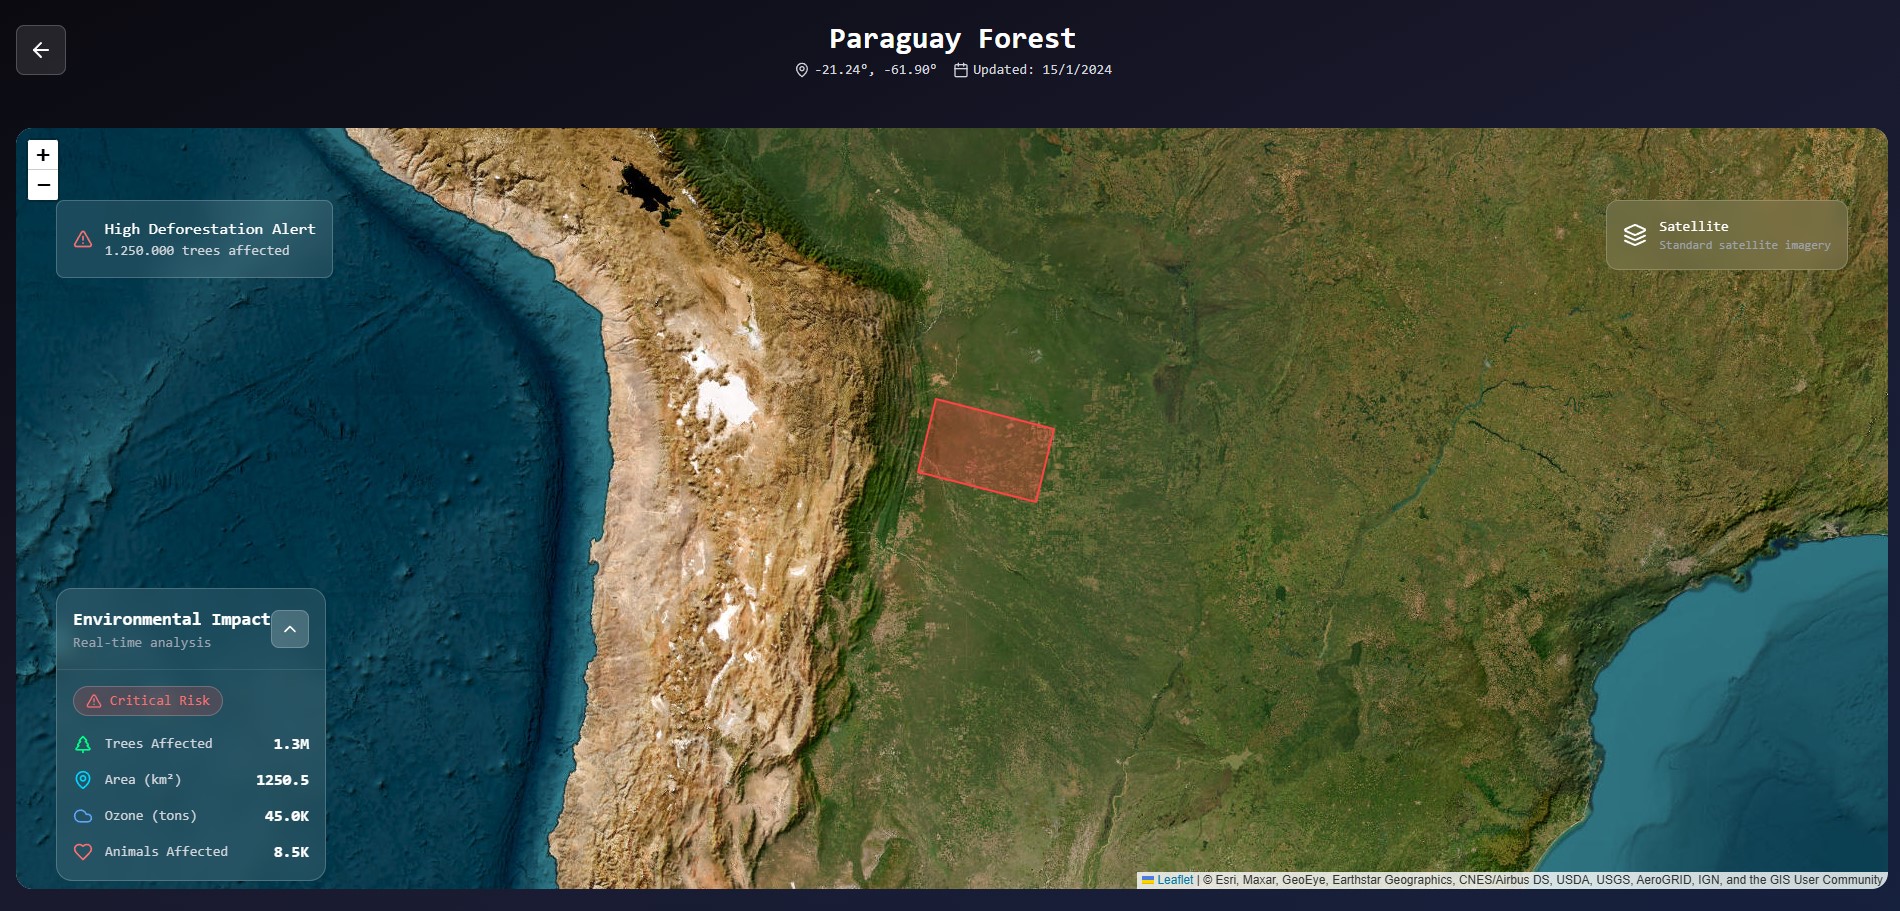 Paraguay Forest
-21.24°, -61.90° Updated: 15/1/2024
+
−
High Deforestation Alert
1.250.000 trees affected
Satellite
Standard satellite imagery
Environmental Impact
Real-time analysis
Critical Risk
Trees Affected 1.3M
Area (km²) 1250.5
Ozone (tons) 45.0K
Animals Affected 8.5K
Leaflet | © Esri, Maxar, GeoEye, Earthstar Geographics, CNES/Airbus DS, USDA, USGS, AeroGRID, IGN, and the GIS User Community